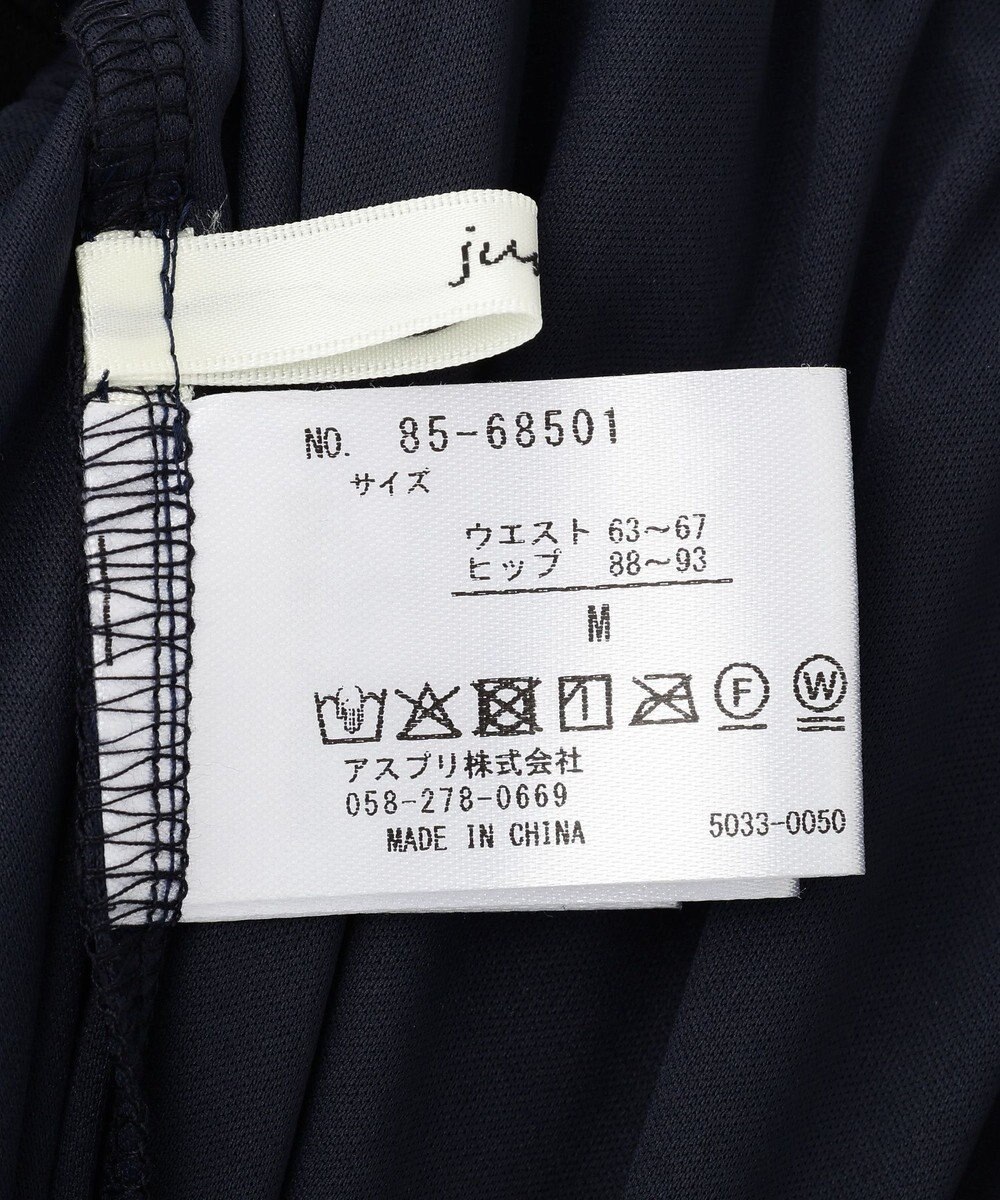 NO. 85-68501
サイズ
ウエスト 63～67
ヒップ 88～93
M
F W
アスプリ株式会社
058-278-0669
MADE IN CHINA 5033-0050